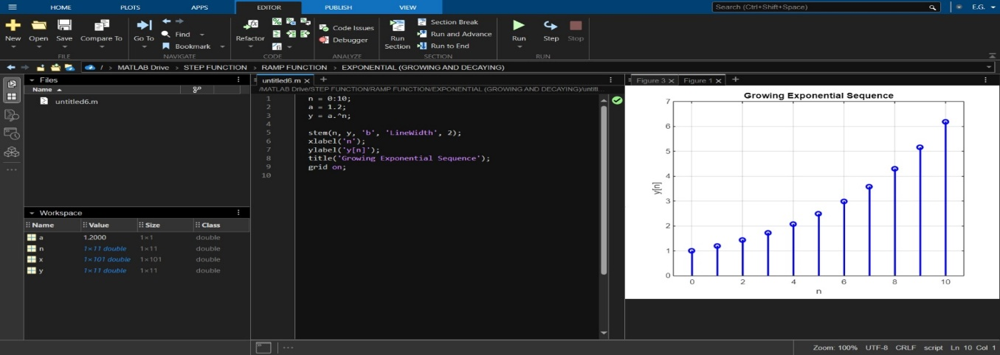 HOME PLOTS APPS EDITOR PUBLISH VIEW Search (Ctrl+Shift+Space) E.G.
New Open Save Compare To Go To Find Bookmark Refactor Code Issues Debugger Run Section Section Break Run and Advance Run to End Run Step Stop
FILE NAVIGATE CODE ANALYZE SECTION RUN
/ > MATLAB Drive > STEP FUNCTION > RAMP FUNCTION > EXPONENTIAL (GROWING AND DECAYING)
Files
Name
untitled6.m
Workspace
Name Value Size Class
a 1.2000 1×1 double
n 1×11 double 1×11 double
x 1×101 double 1×101 double
y 1×11 double 1×11 double
untitled6.m × +
/MATLAB Drive/STEP FUNCTION/RAMP FUNCTION/EXPONENTIAL (GROWING AND DECAYING)/untitl...
1 n = 0:10;
2 a = 1.2;
3 y = a.^n;
4
5 stem(n, y, 'b', 'LineWidth', 2);
6 xlabel('n');
7 ylabel('y[n]');
8 title('Growing Exponential Sequence');
9 grid on;
10
Figure 3 × Figure 1 × +
Growing Exponential Sequence
7
6
5
4
3
2
1
0
y[n]
0 2 4 6 8 10
n
Zoom: 100% UTF-8 CRLF script Ln 10 Col 1